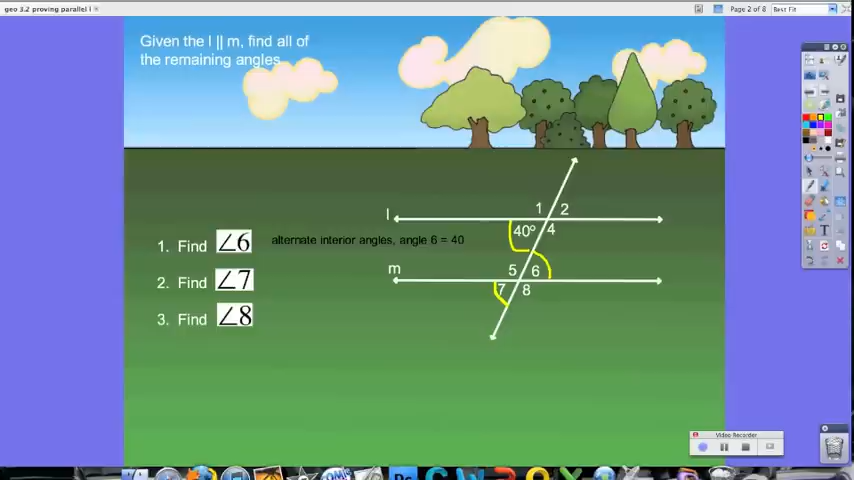 geo 3.2 proving parallel l
Page 2 of 8
Best Fit
Given the l || m, find all of
the remaining angles
l
1
2
40º
4
1. Find ∠6
alternate interior angles, angle 6 = 40
m
5
6
2. Find ∠7
7
8
3. Find ∠8
Video Recorder